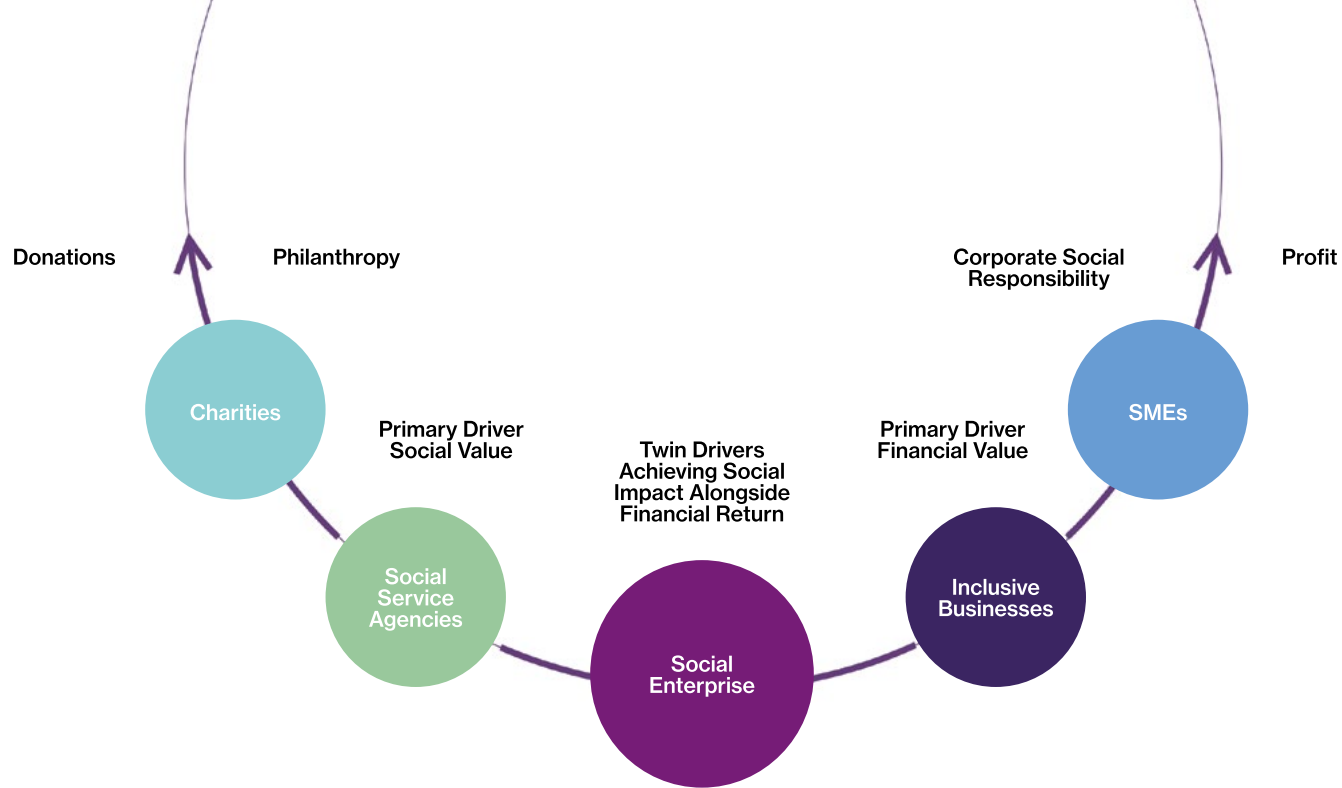 Donations
Philanthropy
Corporate Social
Responsibility
Profit
Charities
SMEs
Primary Driver
Social Value
Twin Drivers
Achieving Social
Impact Alongside
Financial Return
Primary Driver
Financial Value
Social
Service
Agencies
Social
Enterprise
Inclusive
Businesses